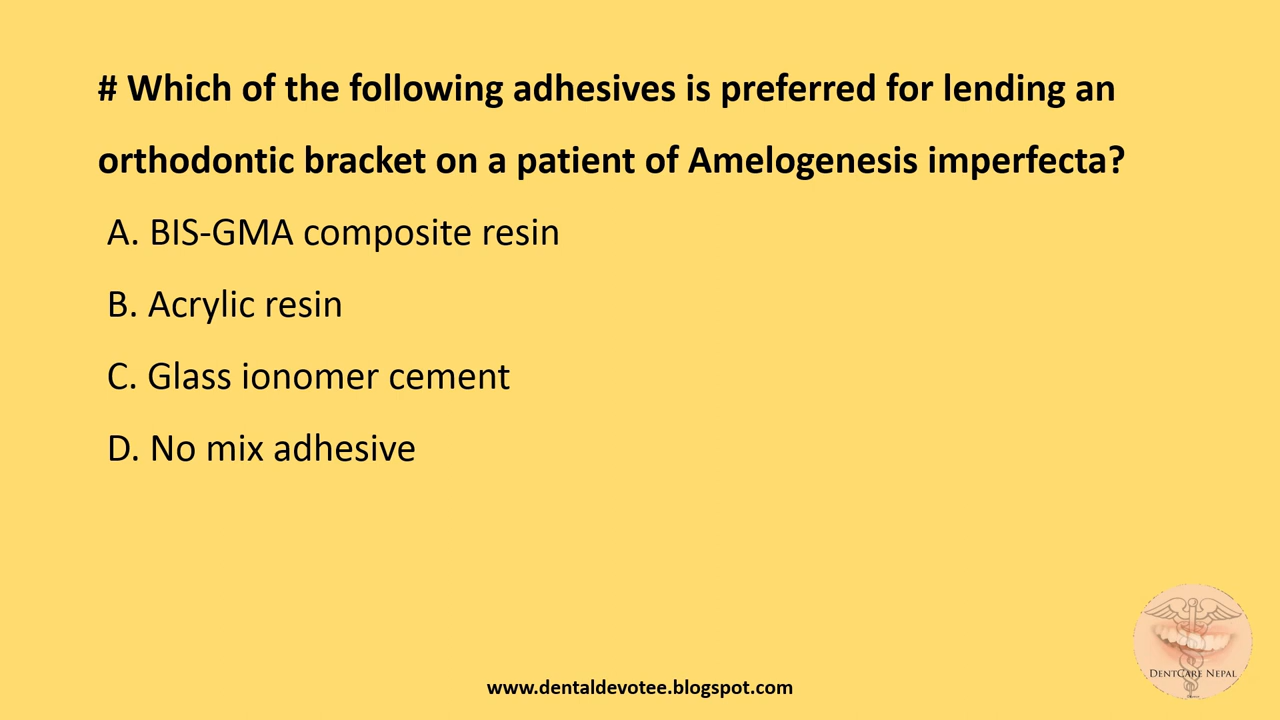 # Which of the following adhesives is preferred for lending an
orthodontic bracket on a patient of Amelogenesis imperfecta?
A. BIS-GMA composite resin
B. Acrylic resin
C. Glass ionomer cement
D. No mix adhesive
DentCare Nepal
www.dentaldevotee.blogspot.com